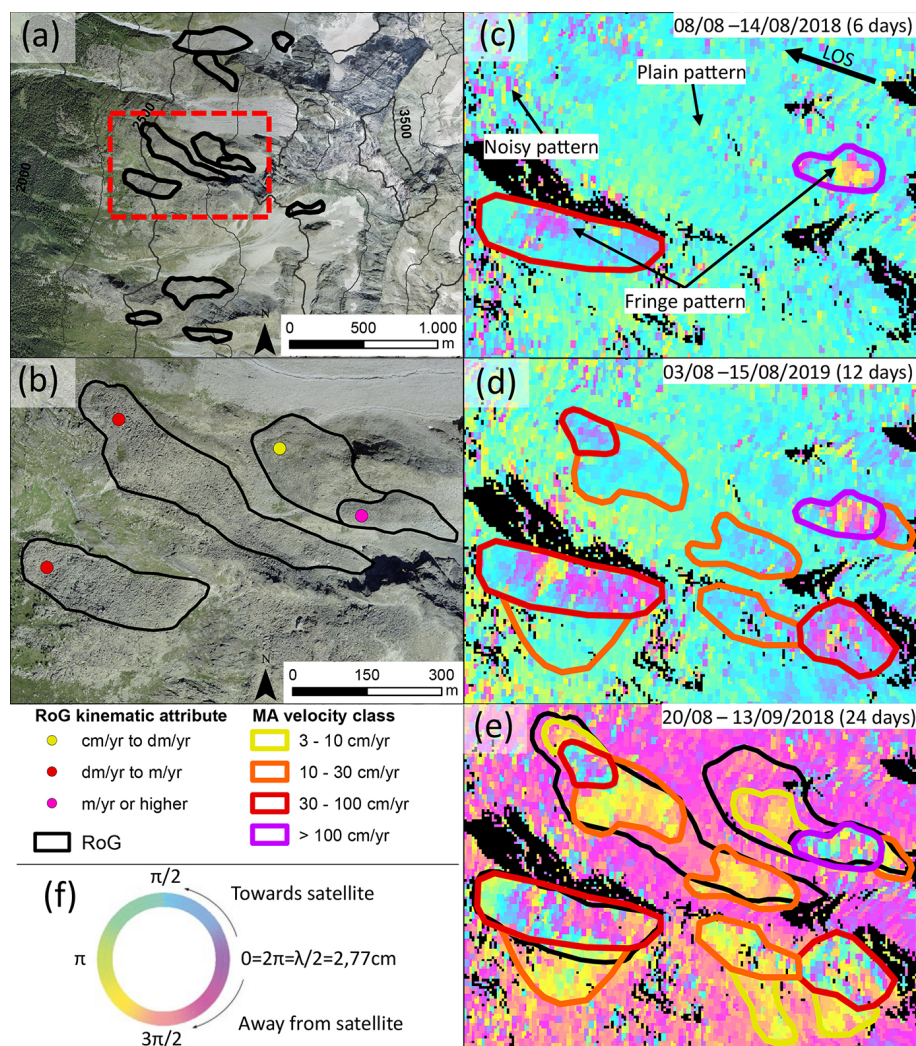 (a)
2500
2000
3500
N
0 500 1.000
m
(b)
N
0 150 300
m
RoG kinematic attribute
cm/yr to dm/yr
dm/yr to m/yr
m/yr or higher
RoG
MA velocity class
3 - 10 cm/yr
10 - 30 cm/yr
30 - 100 cm/yr
> 100 cm/yr
(f)
π/2
Towards satellite
π
0=2π=λ/2=2,77cm
3π/2
Away from satellite
(c)
08/08 –14/08/2018 (6 days)
LOS
Plain pattern
Noisy pattern
Fringe pattern
(d)
03/08 –15/08/2019 (12 days)
(e)
20/08 – 13/09/2018 (24 days)